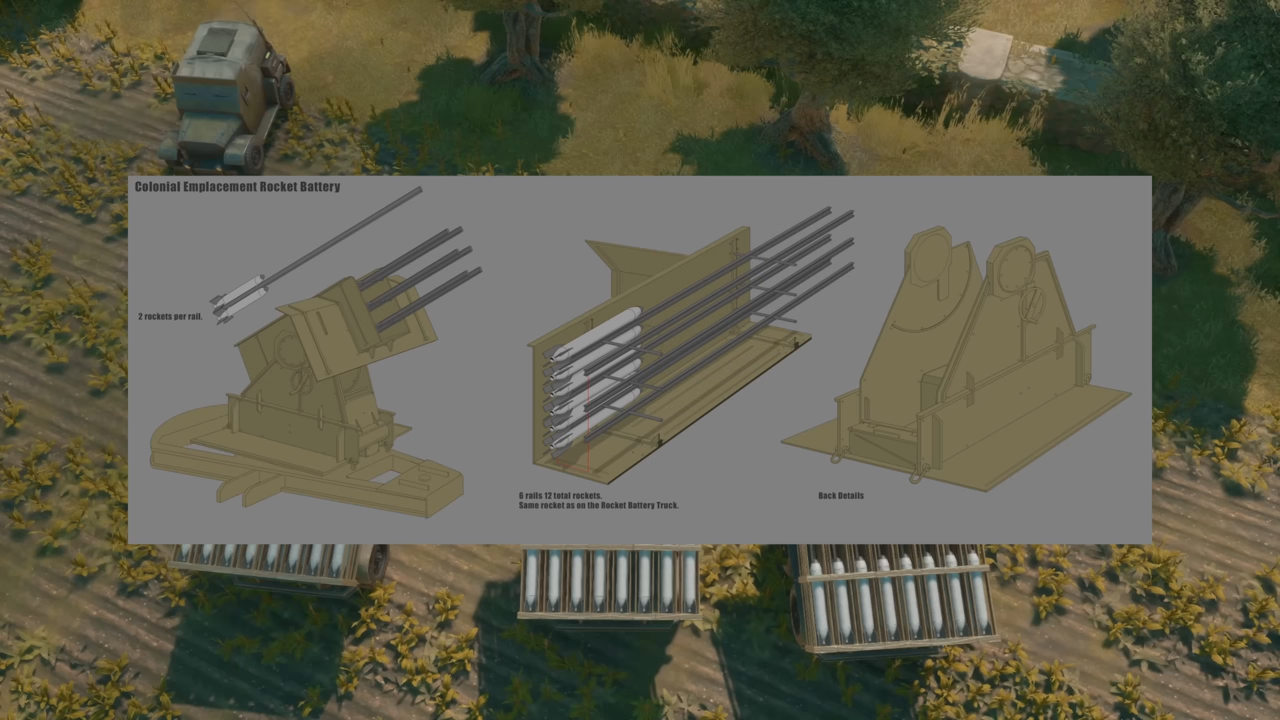 Colonial Emplacement Rocket Battery
2 rockets per rail.
6 rails 12 total rockets.
Same rocket as on the Rocket Battery Truck.
Back Details